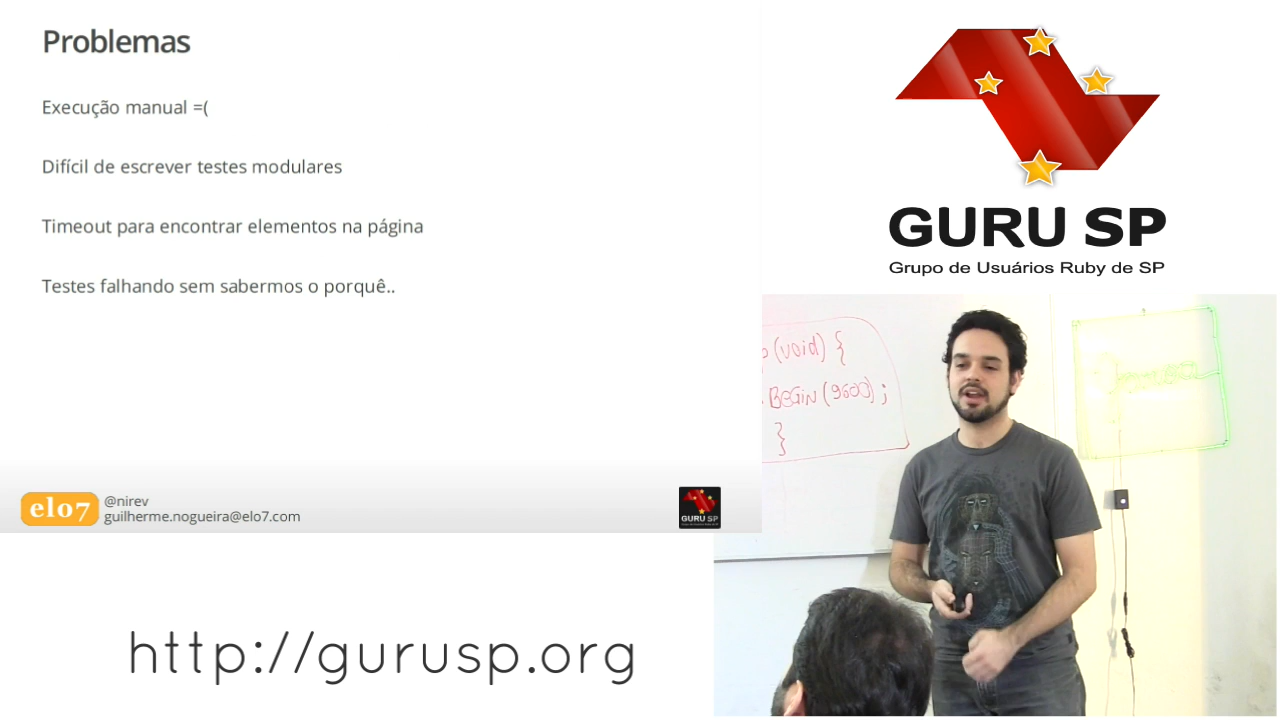 Problemas
Execução manual =(
Difícil de escrever testes modulares
Timeout para encontrar elementos na página
Testes falhando sem sabermos o porquê..
elo7
@nirev
guilherme.nogueira@elo7.com
GURU SP
GURU SP
Grupo de Usuários Ruby de SP
(void) {
Begin (9600);
}
http://gurusp.org